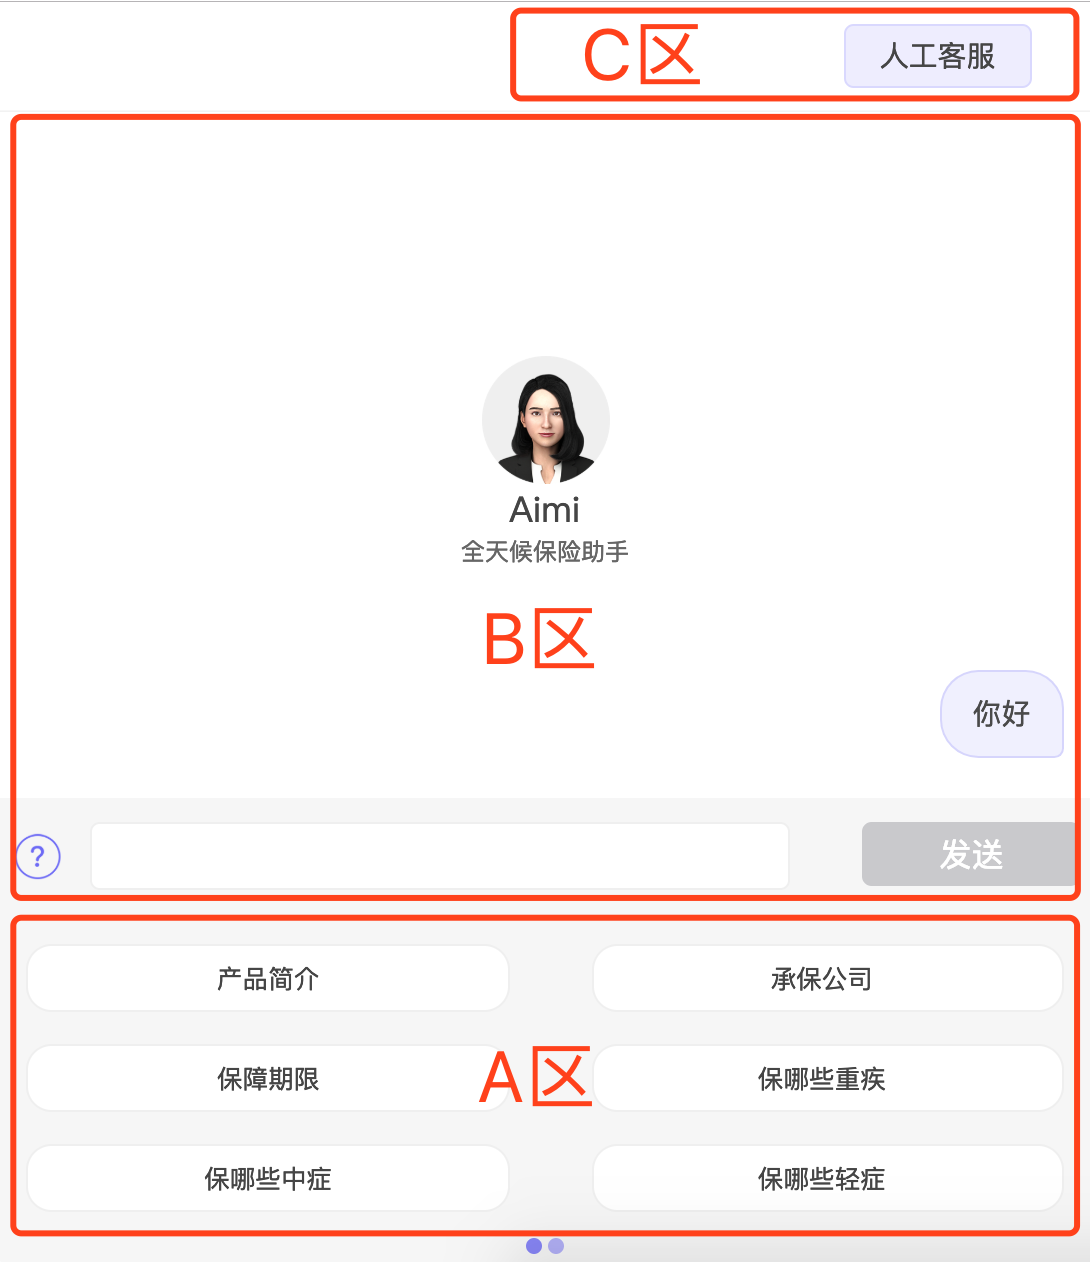 C区
人工客服
Aimi
全天候保险助手
B区
你好
?
发送
产品简介
承保公司
保障期限
A区
保哪些重疾
保哪些中症
保哪些轻症